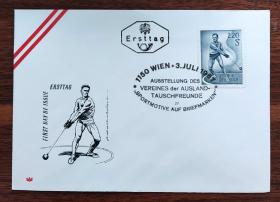 Ersttag
1150 WIEN • 3. JULI 1967
AUSSTELLUNG DES
VEREINES der AUSLAND-
TAUSCHFREUNDE
"SPORTMOTIVE AUF BRIEFMARKEN"
2.20
S
ERSTTAG
FIRST DAY OF ISSUE